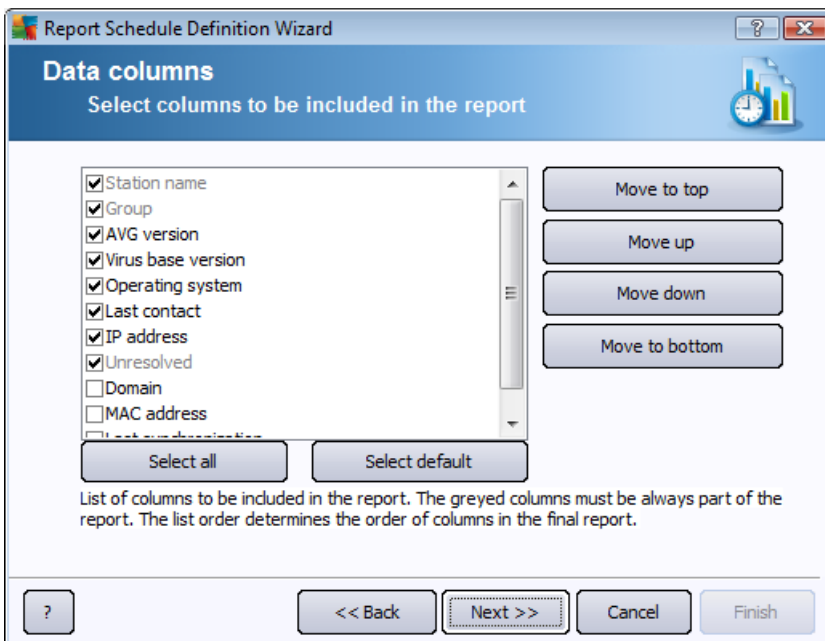 Report Schedule Definition Wizard
?
Data columns
Select columns to be included in the report
Station name
Group
AVG version
Virus base version
Operating system
Last contact
IP address
Unresolved
Domain
MAC address
Last synchronization
Move to top
Move up
Move down
Move to bottom
Select all
Select default
List of columns to be included in the report. The greyed columns must be always part of the
report. The list order determines the order of columns in the final report.
?
<< Back
Next >>
Cancel
Finish